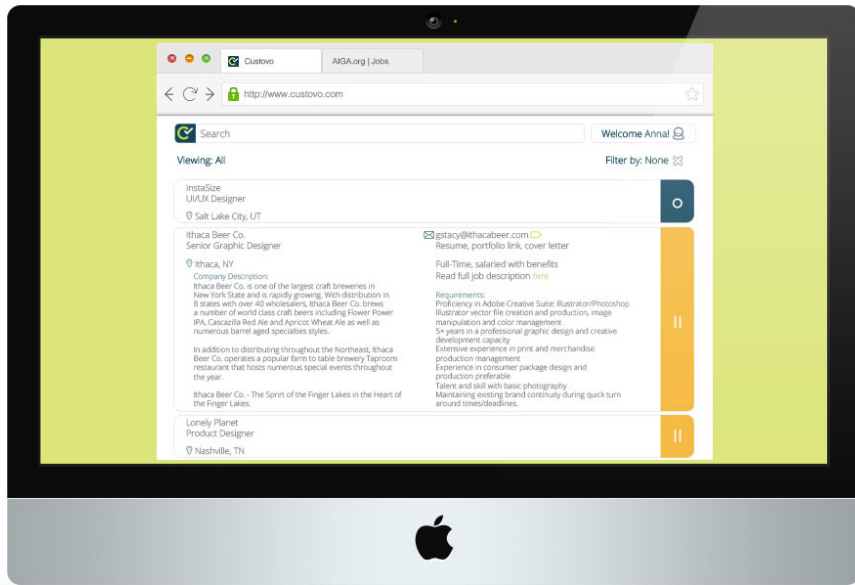 Custovo
AIGA.org | Jobs
http://www.custovo.com
Search
Welcome Anna!
Viewing: All
Filter by: None
InstaSize
UI/UX Designer
Salt Lake City, UT
Ithaca Beer Co.
Senior Graphic Designer
Ithaca, NY
Company Description:
Ithaca Beer Co. is one of the largest craft breweries in
New York State and is rapidly growing. With distribution in
8 states with over 40 wholesalers, Ithaca Beer Co. brews
a number of world class craft beers including Flower Power
IPA, Cascazilla Red Ale and Apricot Wheat Ale as well as
numerous barrel aged specialties styles.
In addition to distributing throughout the Northeast, Ithaca
Beer Co. operates a popular farm to table brewery Taproom
restaurant that hosts numerous special events throughout
the year.
Ithaca Beer Co. - The Sprirt of the Finger Lakes in the Heart of
the Finger Lakes.
gstacy@ithacabeer.com
Resume, portfolio link, cover letter
Full-Time, salaried with benefits
Read full job description here
Requirements:
Proficiency in Adobe Creative Suite: Illustrator/Photoshop
Illustrator vector file creation and production, image
manipulation and color management
5+ years in a professional graphic design and creative
development capacity
Extensive experience in print and merchandise
production management
Experience in consumer package design and
production preferable
Talent and skill with basic photography
Maintaining existing brand continuity during quick turn
around times/deadlines.
Lonely Planet
Product Designer
Nashville, TN